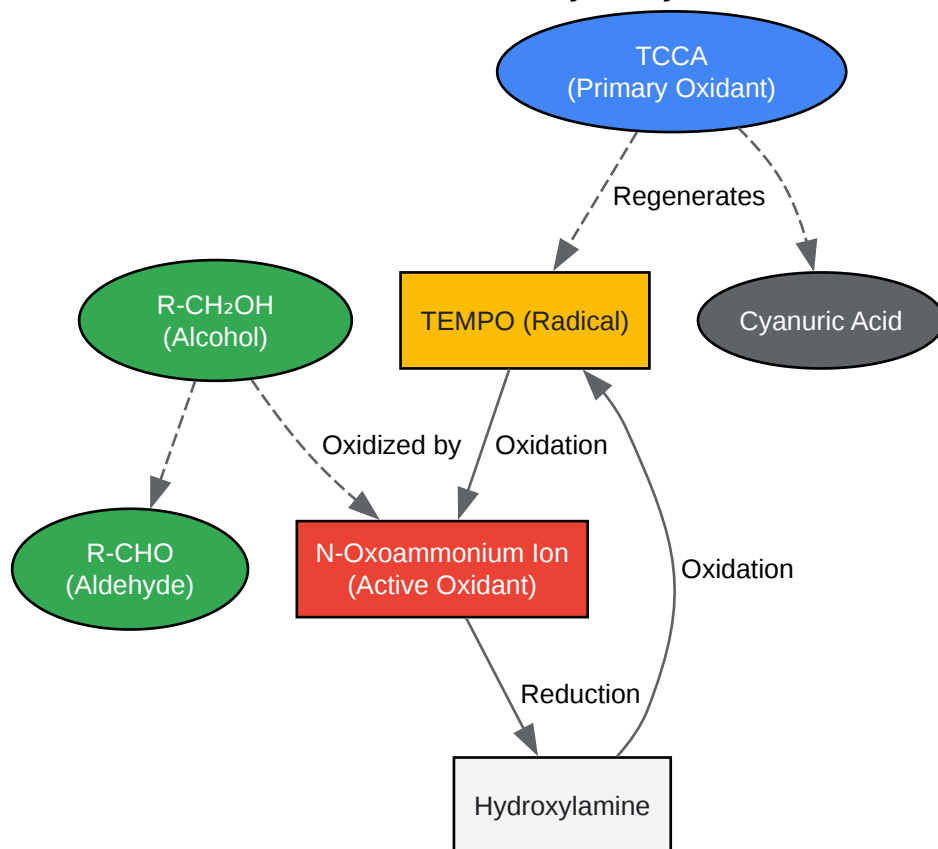 TCCA
(Primary Oxidant)
Regenerates
R-CH₂OH
(Alcohol)
TEMPO (Radical)
Cyanuric Acid
Oxidized by
Oxidation
R-CHO
(Aldehyde)
N-Oxoammonium Ion
(Active Oxidant)
Oxidation
Reduction
Hydroxylamine